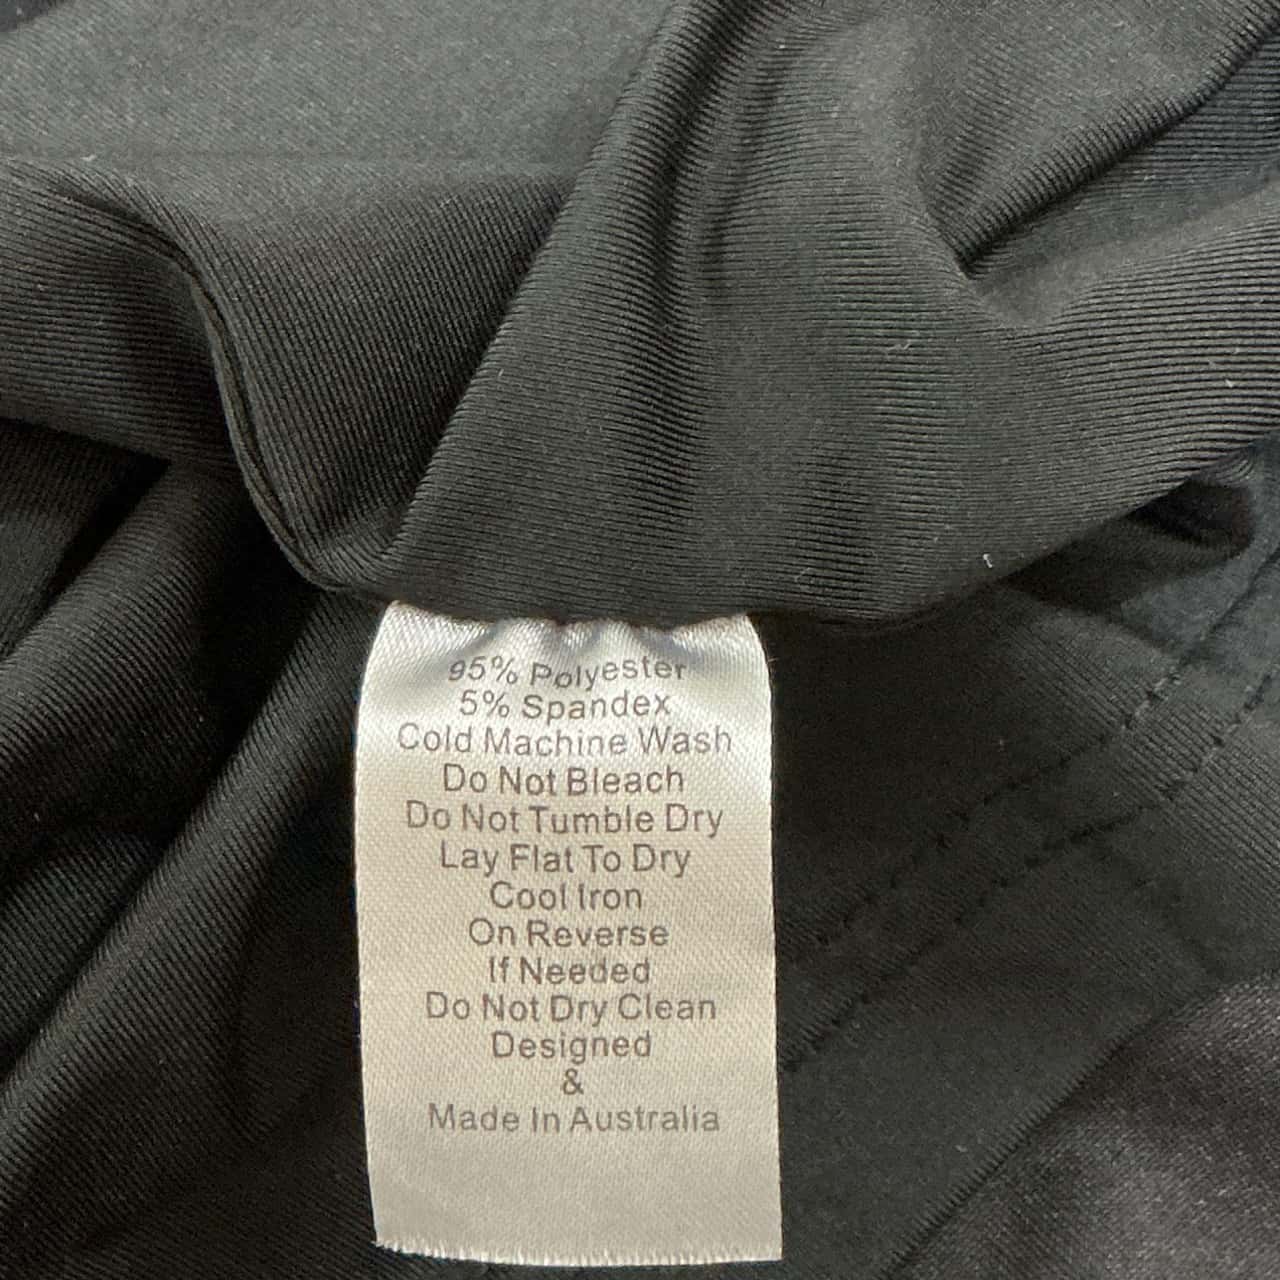 95% Polyester
5% Spandex
Cold Machine Wash
Do Not Bleach
Do Not Tumble Dry
Lay Flat To Dry
Cool Iron
On Reverse
If Needed
Do Not Dry Clean
Designed
&
Made In Australia